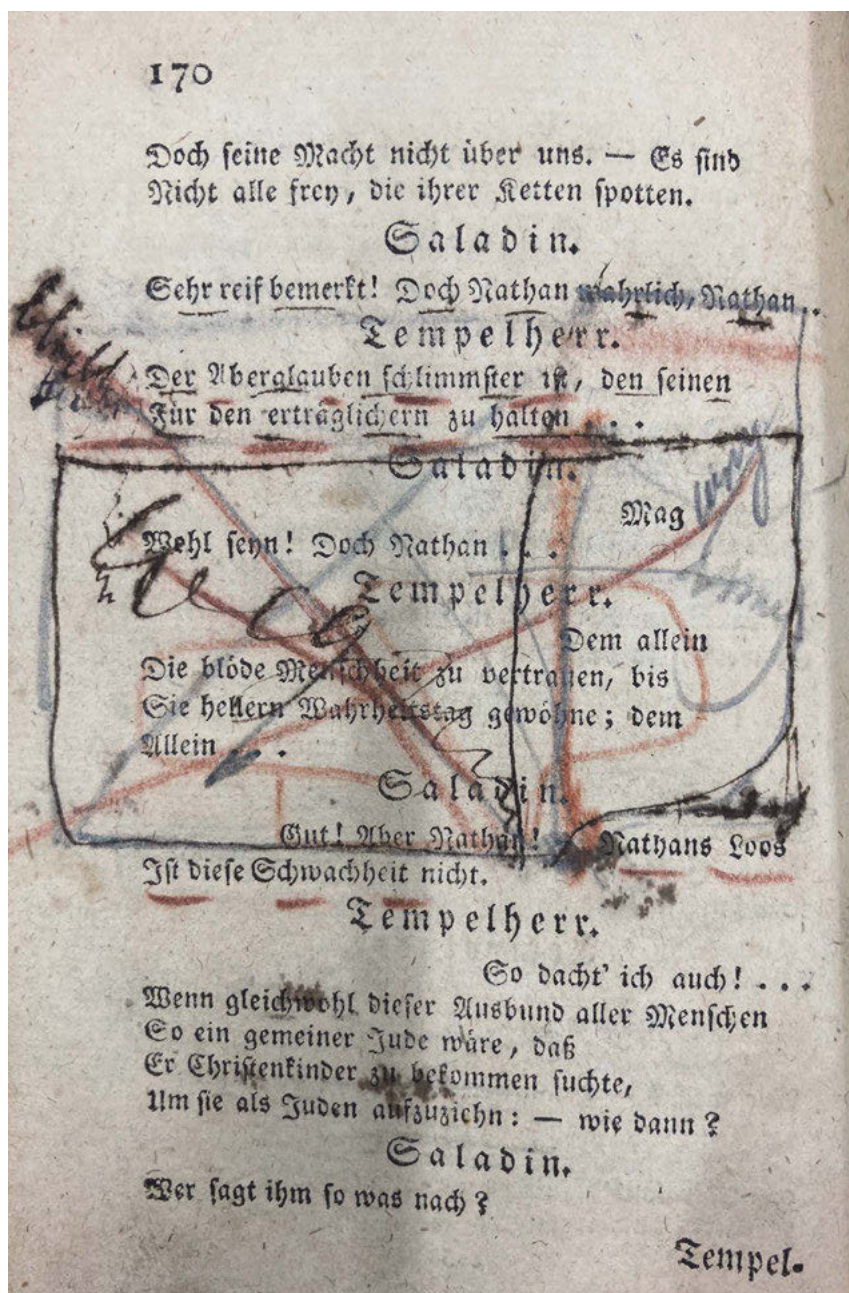 170
Doch seine Macht nicht über uns. — Es sind
Nicht alle frey, die ihrer Ketten spotten.
Saladin.
Sehr reif bemerkt! Doch Nathan wahrlich, Nathan..
Tempelherr.
Der Aberglauben schlimmster ist, den seinen
Für den erträglichern zu halten . . .
Saladin.
Mag
Wohl seyn! Doch Nathan . . .
Tempelherr.
Dem allein
Die blöde Menschheit zu vertrauen, bis
Sie hellern Wahrheitstag gewöhne; dem
Allein . . .
Saladin.
Gut! Aber Nathan! Nathans Loos
Ist diese Schwachheit nicht.
Tempelherr.
So dacht' ich auch! . . .
Wenn gleichwohl dieser Ausbund aller Menschen
So ein gemeiner Jude wäre, daß
Er Christenkinder zu bekommen suchte,
Um sie als Juden aufzuziehn: — wie dann?
Saladin.
Wer sagt ihm so was nach?
Tempel-